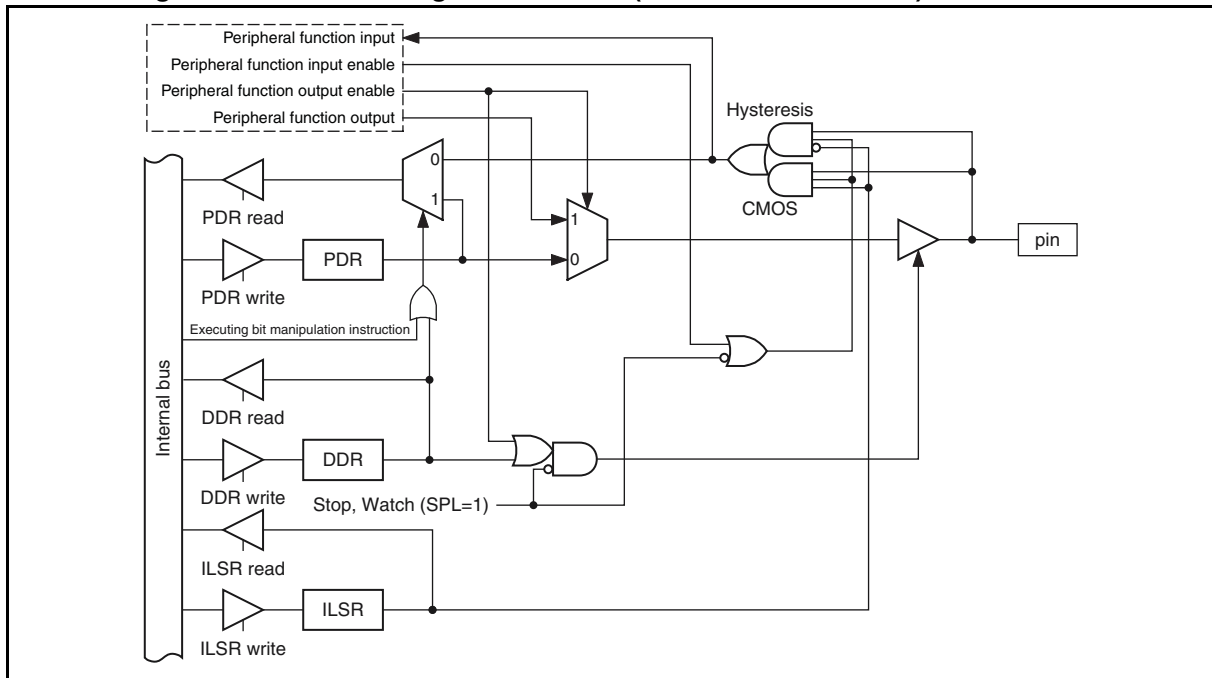 Peripheral function input
Peripheral function input enable
Peripheral function output enable
Peripheral function output
Hysteresis
0
1
CMOS
PDR read
1
pin
PDR
0
PDR write
Executing bit manipulation instruction
Internal bus
DDR read
DDR
DDR write
Stop, Watch (SPL=1)
ILSR read
ILSR
ILSR write